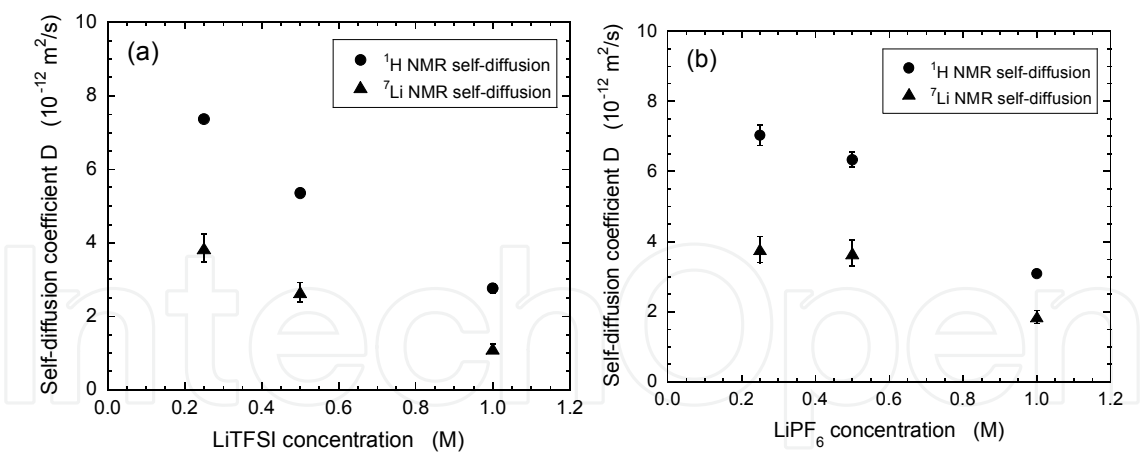 (a)
¹H NMR self-diffusion
⁷Li NMR self-diffusion
Self-diffusion coefficient D (10⁻¹² m²/s)
10
8
6
4
2
0
0.0 0.2 0.4 0.6 0.8 1.0 1.2
LiTFSI concentration (M)
(b)
¹H NMR self-diffusion
⁷Li NMR self-diffusion
Self-diffusion coefficient D (10⁻¹² m²/s)
10
8
6
4
2
0
0.0 0.2 0.4 0.6 0.8 1.0 1.2
LiPF₆ concentration (M)
IntechOpen